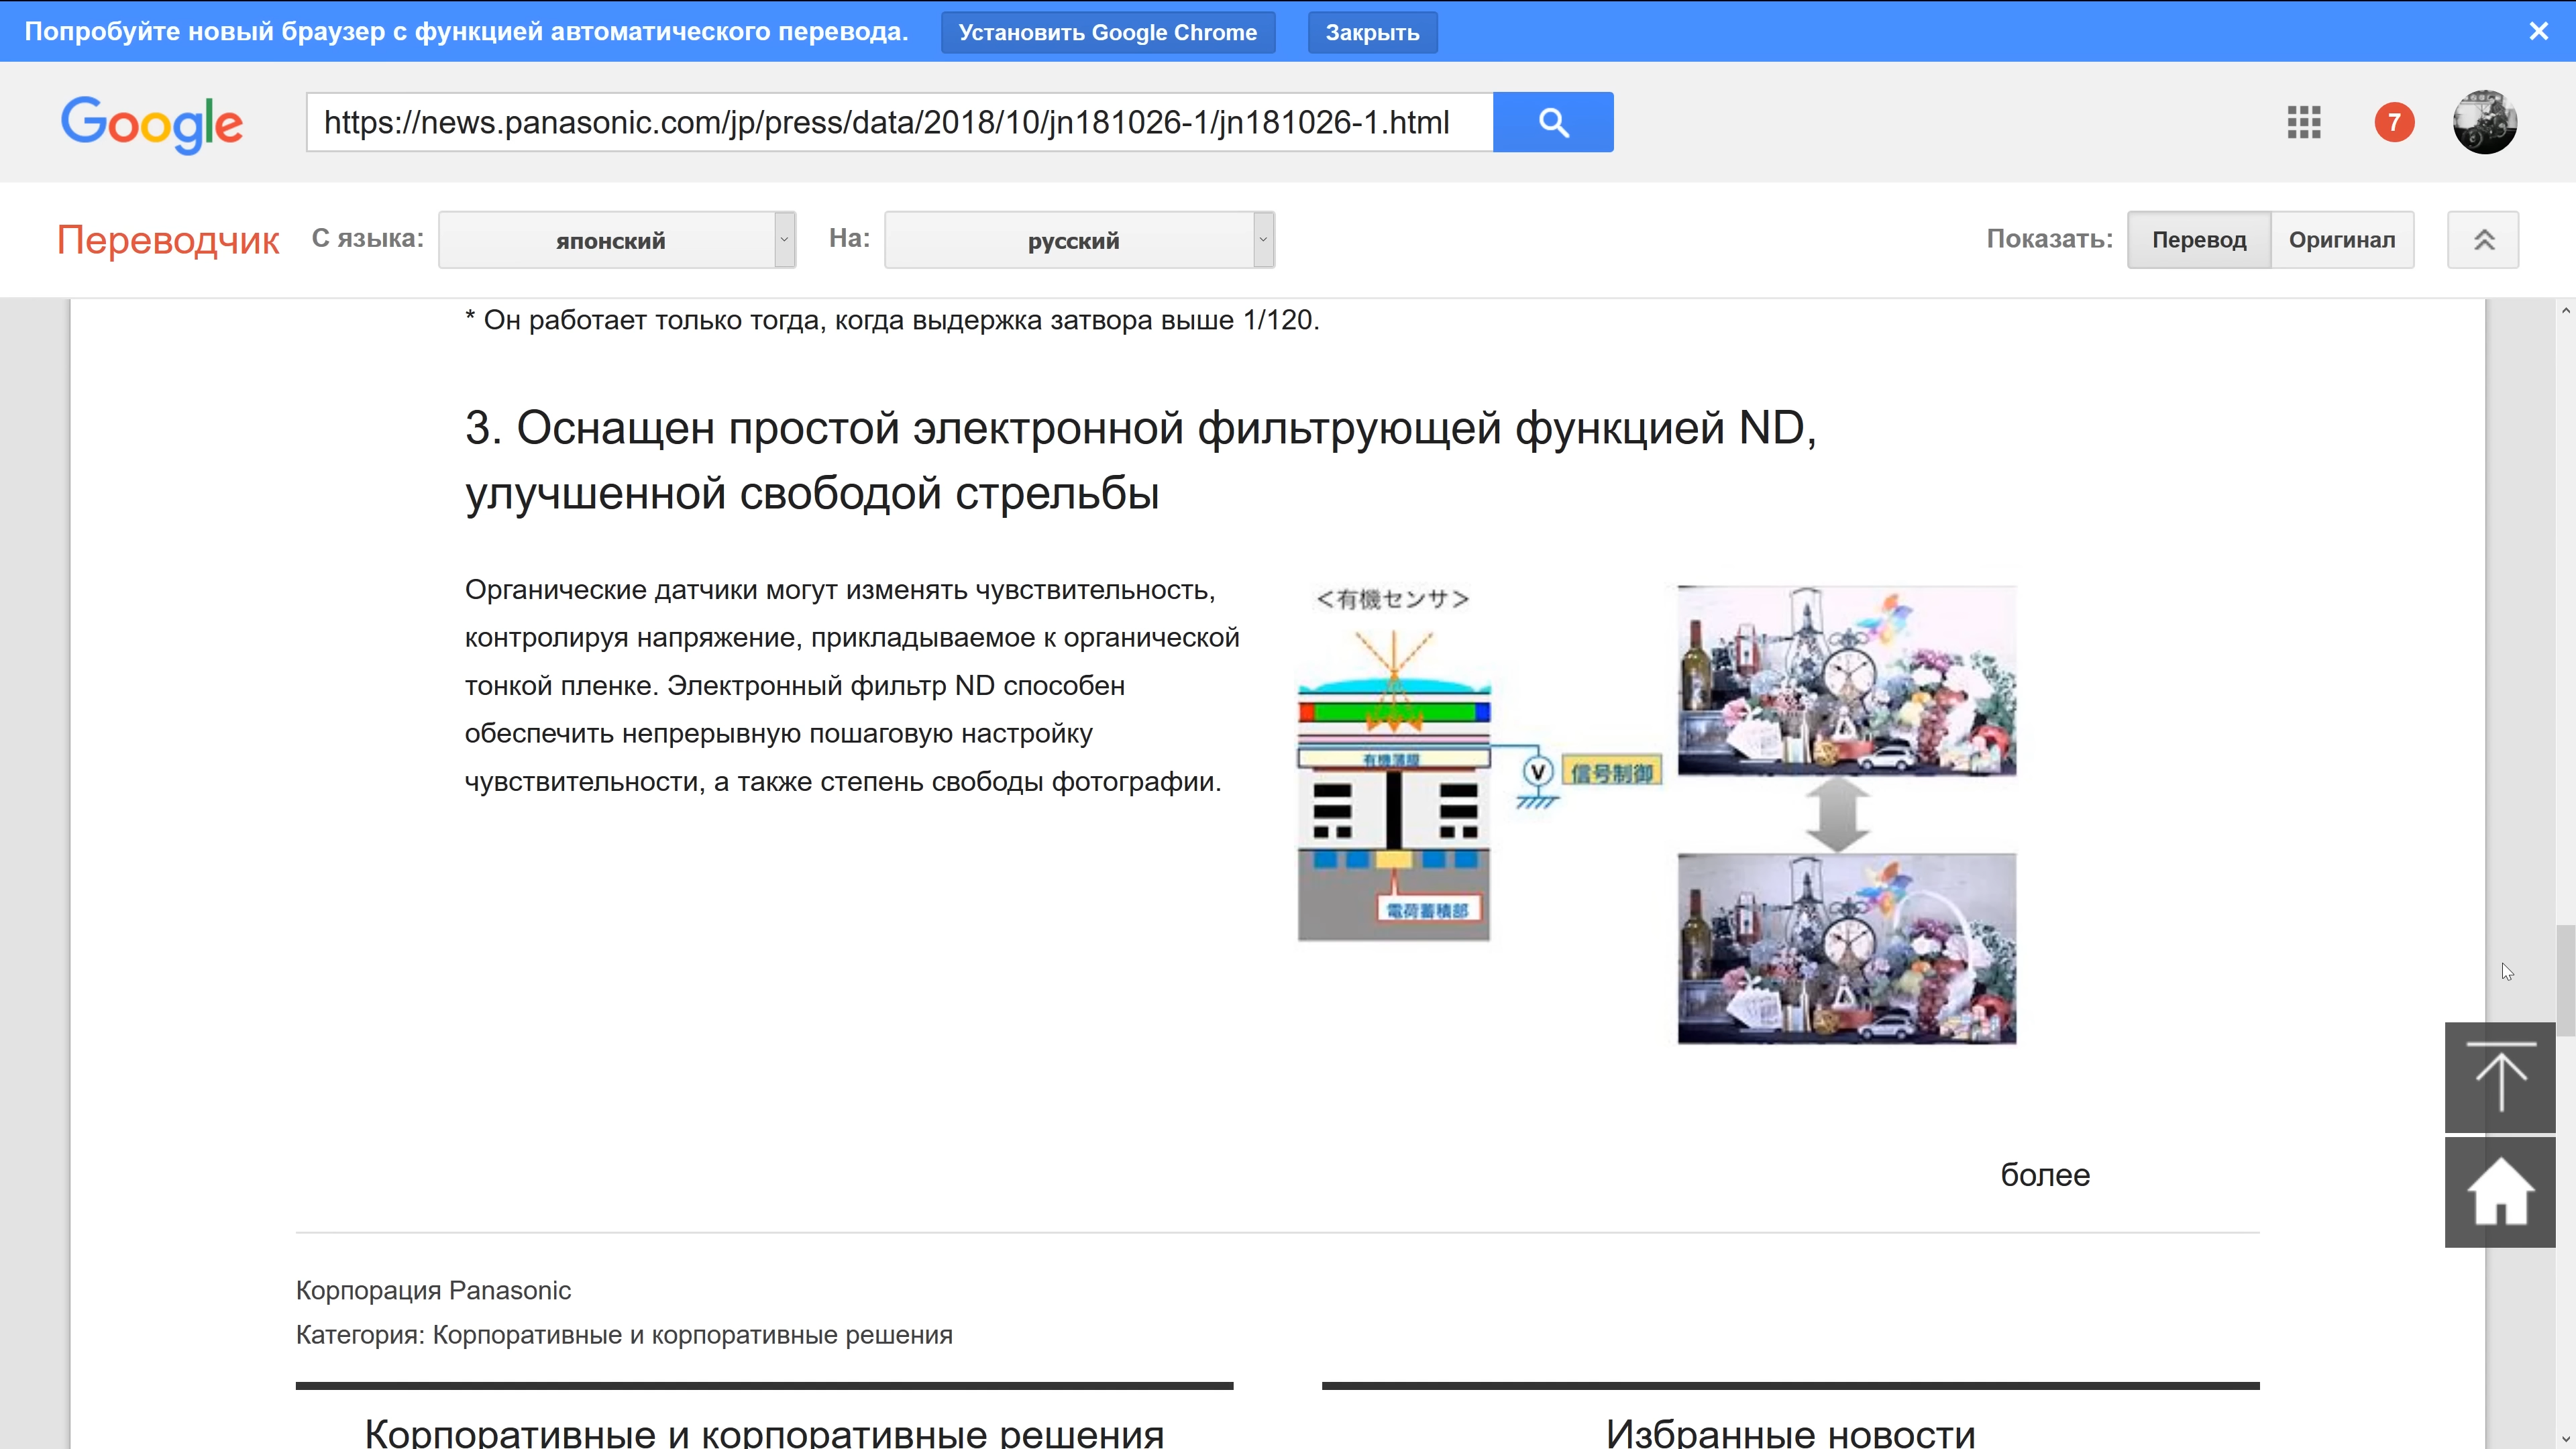 Попробуйте новый браузер с функцией автоматического перевода. Установить Google Chrome Закрыть
Google https://news.panasonic.com/jp/press/data/2018/10/jn181026-1/jn181026-1.html 7
Переводчик С языка: японский На: русский Показать: Перевод Оригинал
* Он работает только тогда, когда выдержка затвора выше 1/120.
3. Оснащен простой электронной фильтрующей функцией ND,
улучшенной свободой стрельбы
Органические датчики могут изменять чувствительность,
контролируя напряжение, прикладываемое к органической
тонкой пленке. Электронный фильтр ND способен
обеспечить непрерывную пошаговую настройку
чувствительности, а также степень свободы фотографии.
＜有機センサ＞
有機薄膜
V 信号制御
電荷蓄積部
более
Корпорация Panasonic
Категория: Корпоративные и корпоративные решения
Корпоративные и корпоративные решения
Избранные новости